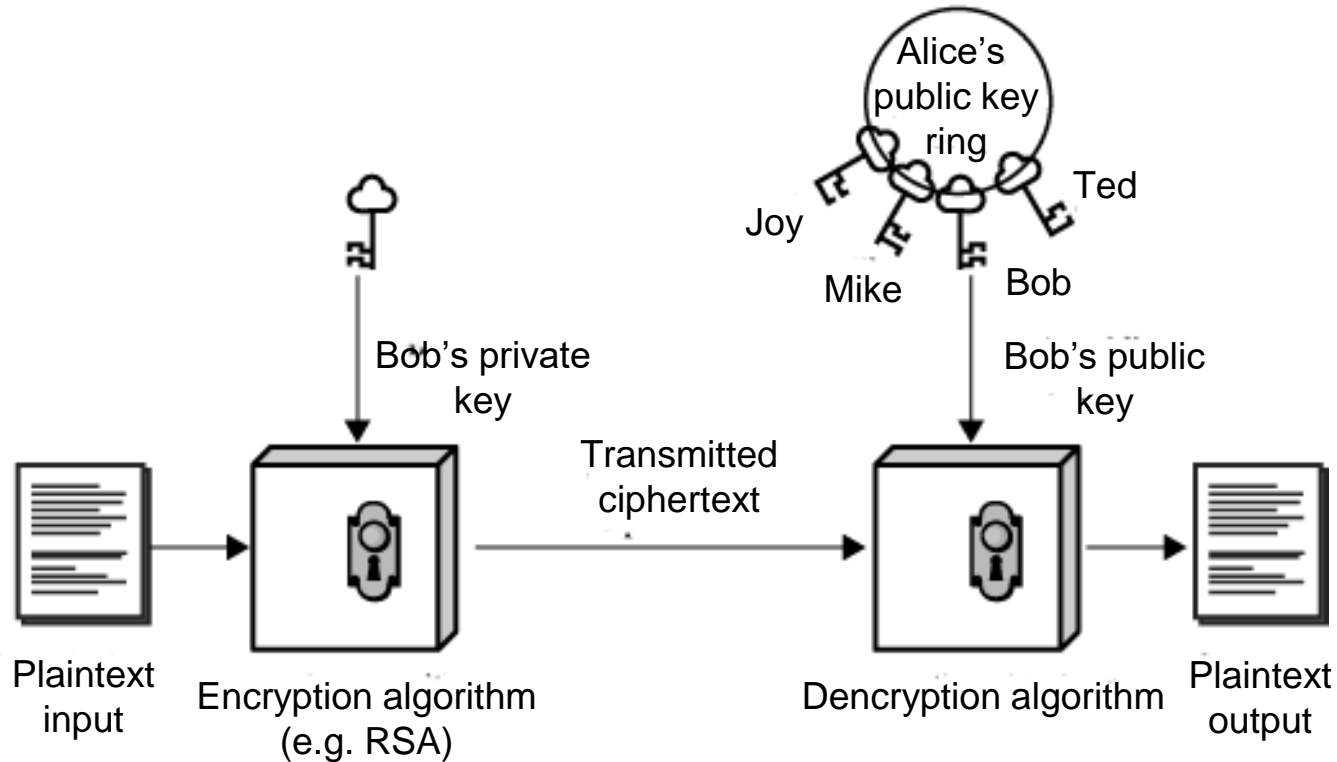 Alice’s
public key
ring
Joy
Ted
Mike
Bob
Bob’s private
key
Bob’s public
key
Transmitted
ciphertext
Plaintext
input
Encryption algorithm
(e.g. RSA)
Dencryption algorithm
Plaintext
output